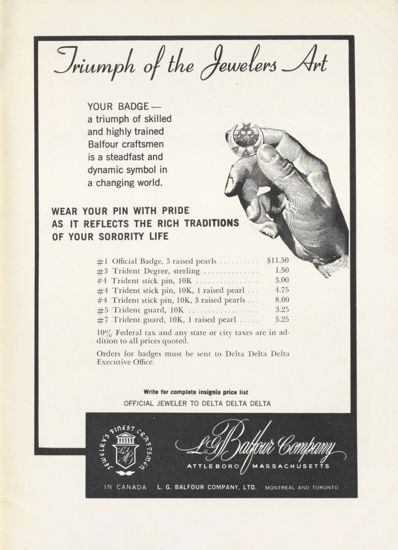 Triumph of the Jewelers Art
YOUR BADGE —
a triumph of skilled
and highly trained
Balfour craftsmen
is a steadfast and
dynamic symbol in
a changing world.
WEAR YOUR PIN WITH PRIDE
AS IT REFLECTS THE RICH TRADITIONS
OF YOUR SORORITY LIFE
#1 Official Badge, 3 raised pearls .......... $11.50
#3 Trident Degree, sterling .............. 1.50
#4 Trident stick pin, 10K ................ 3.00
#4 Trident stick pin, 10K, 1 raised pearl .... 4.75
#4 Trident stick pin, 10K, 3 raised pearls ... 8.00
#5 Trident guard, 10K .................. 3.25
#7 Trident guard, 10K, 1 raised pearl ..... 5.25
10% Federal tax and any state or city taxes are in ad-
dition to all prices quoted.
Orders for badges must be sent to Delta Delta Delta
Executive Office.
Write for complete insignia price list
OFFICIAL JEWELER TO DELTA DELTA DELTA
JEWELRY'S FINEST CRAFTSMEN
L.G. Balfour Company
ATTLEBORO MASSACHUSETTS
IN CANADA L. G. BALFOUR COMPANY, LTD. MONTREAL AND TORONTO